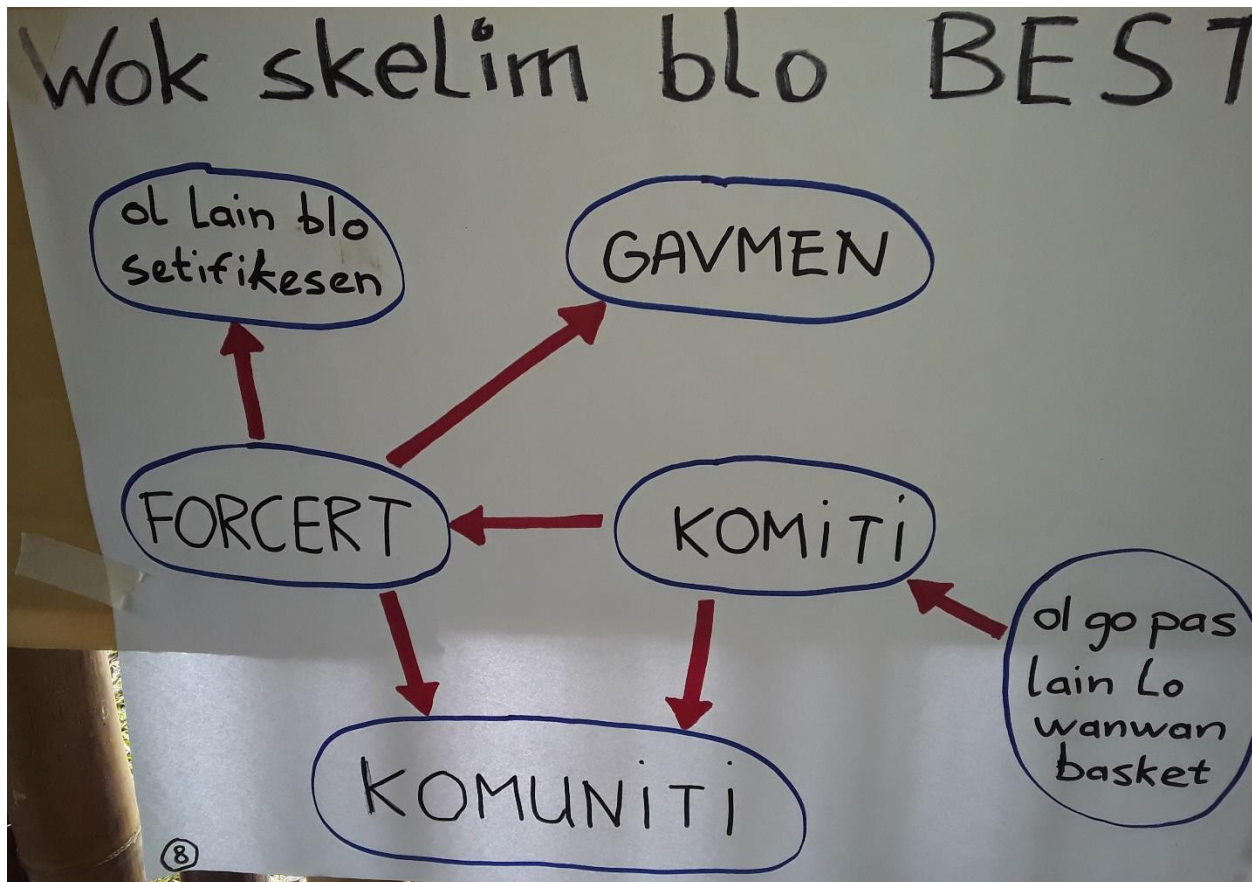 Wok skelim blo BEST
ol Lain blo
setifikesen
GAVMEN
FORCERT
KOMiTi
ol go pas
lain Lo
wanwan
basket
KOMUNiTi
8